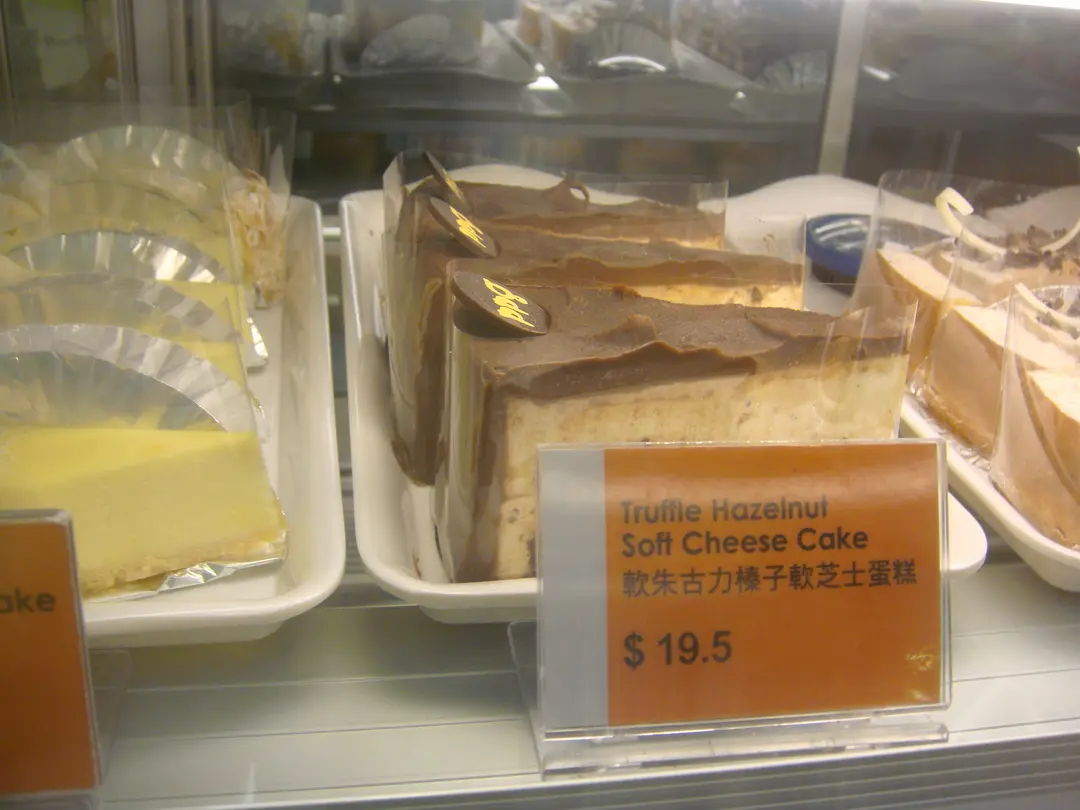 ake
Truffle Hazelnut
Soft Cheese Cake
軟朱古力榛子軟芝士蛋糕
$ 19.5